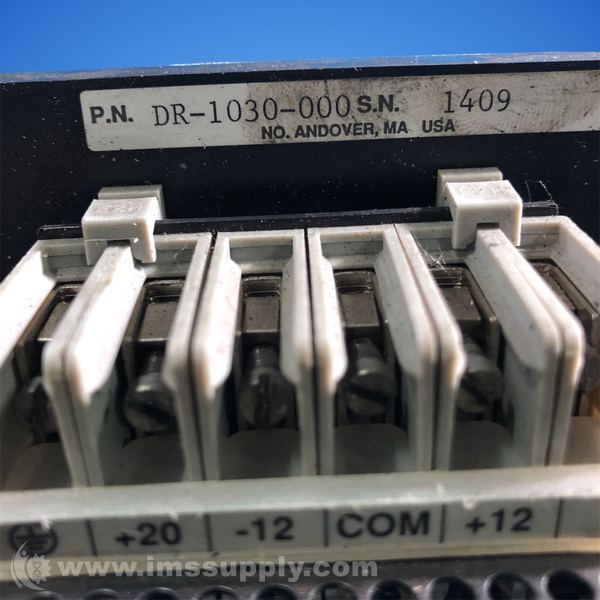 P.N. DR-1030-000 S.N. 1409
NO. ANDOVER, MA USA
+20 -12 COM +12
www.imssupply.com